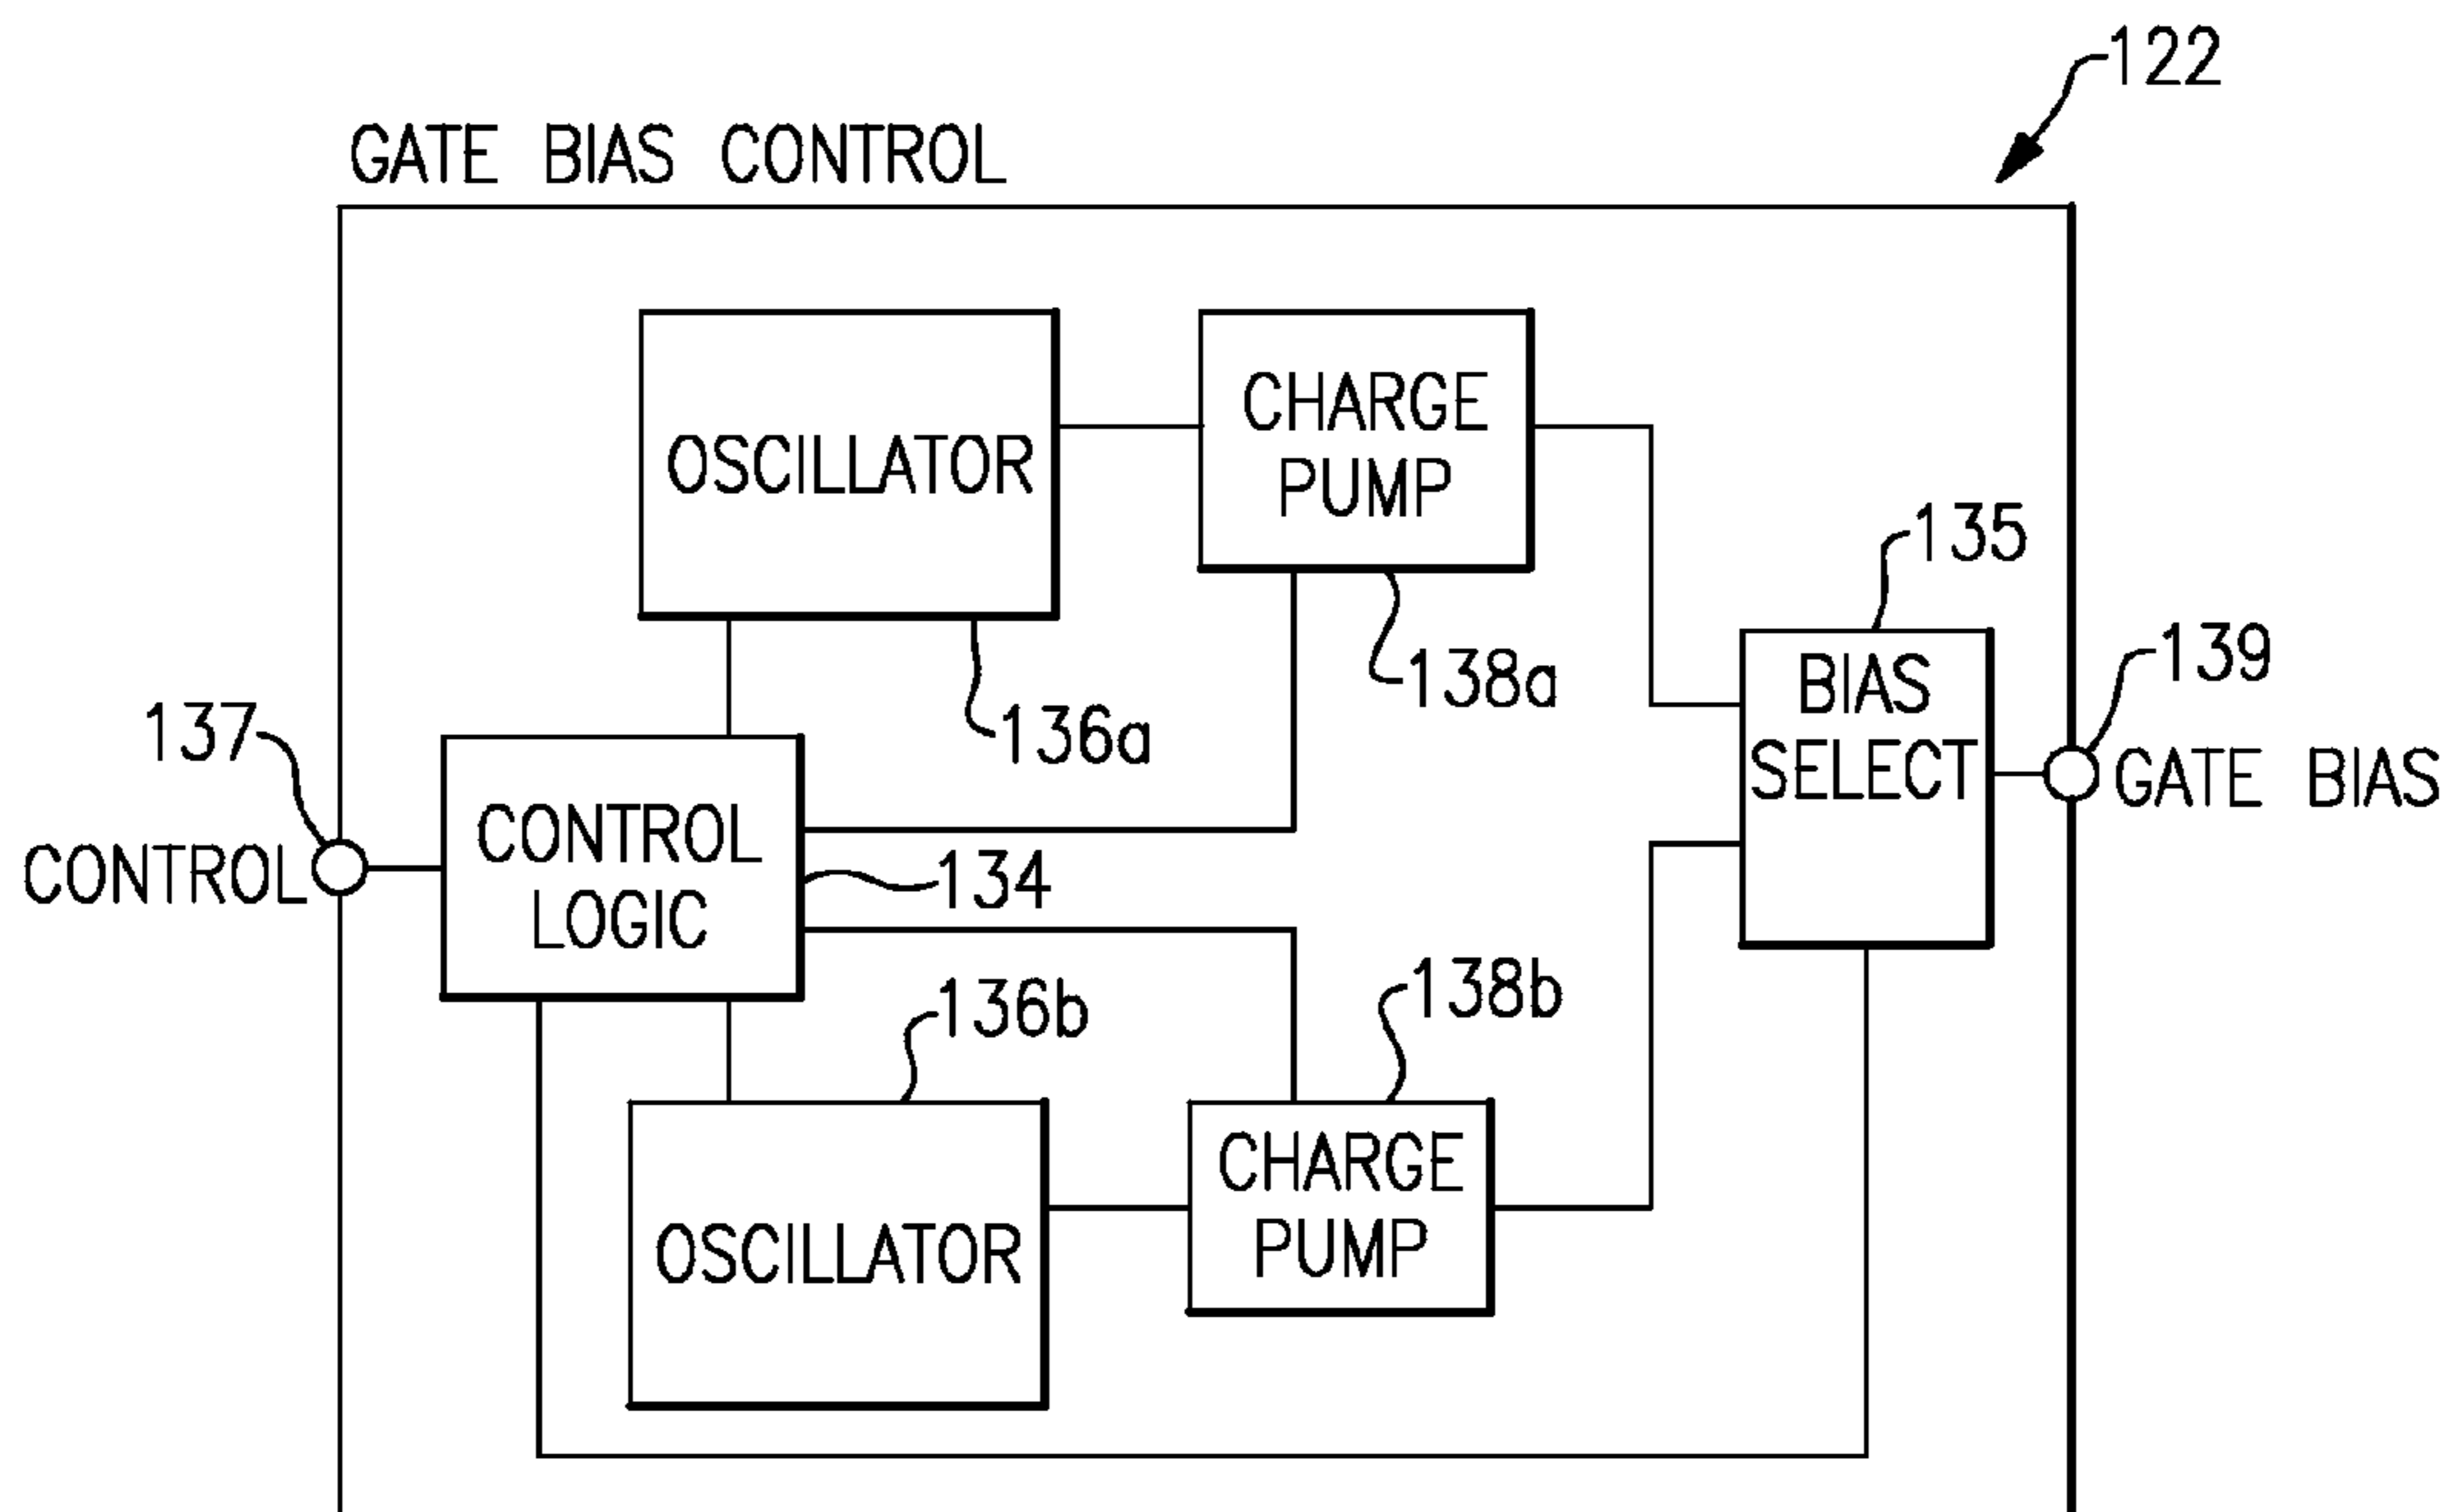 122
GATE BIAS CONTROL
OSCILLATOR
CHARGE
PUMP
136a
138a
135
BIAS
SELECT
139
GATE BIAS
137
CONTROL
CONTROL
LOGIC
134
136b
138b
OSCILLATOR
CHARGE
PUMP